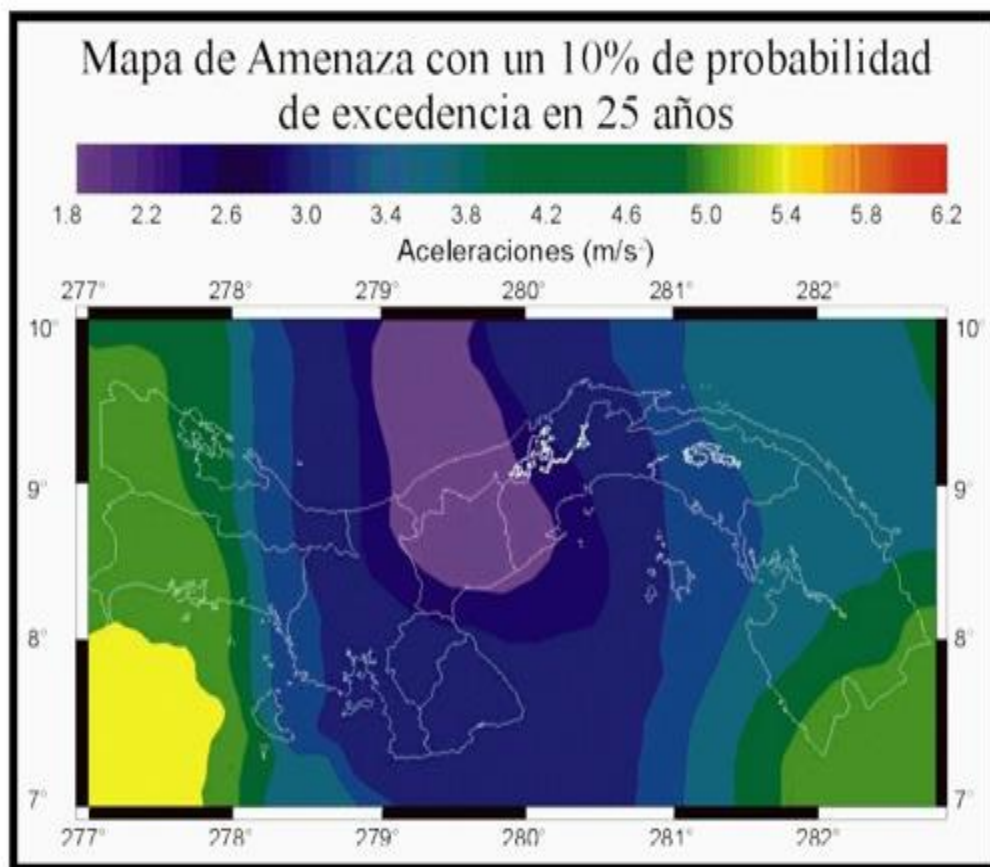 Mapa de Amenaza con un 10% de probabilidad
de excedencia en 25 años
1.8 2.2 2.6 3.0 3.4 3.8 4.2 4.6 5.0 5.4 5.8 6.2
Aceleraciones (m/s²)
277° 278° 279° 280° 281° 282°
10° 10°
9° 9°
8° 8°
7° 7°
277° 278° 279° 280° 281° 282°